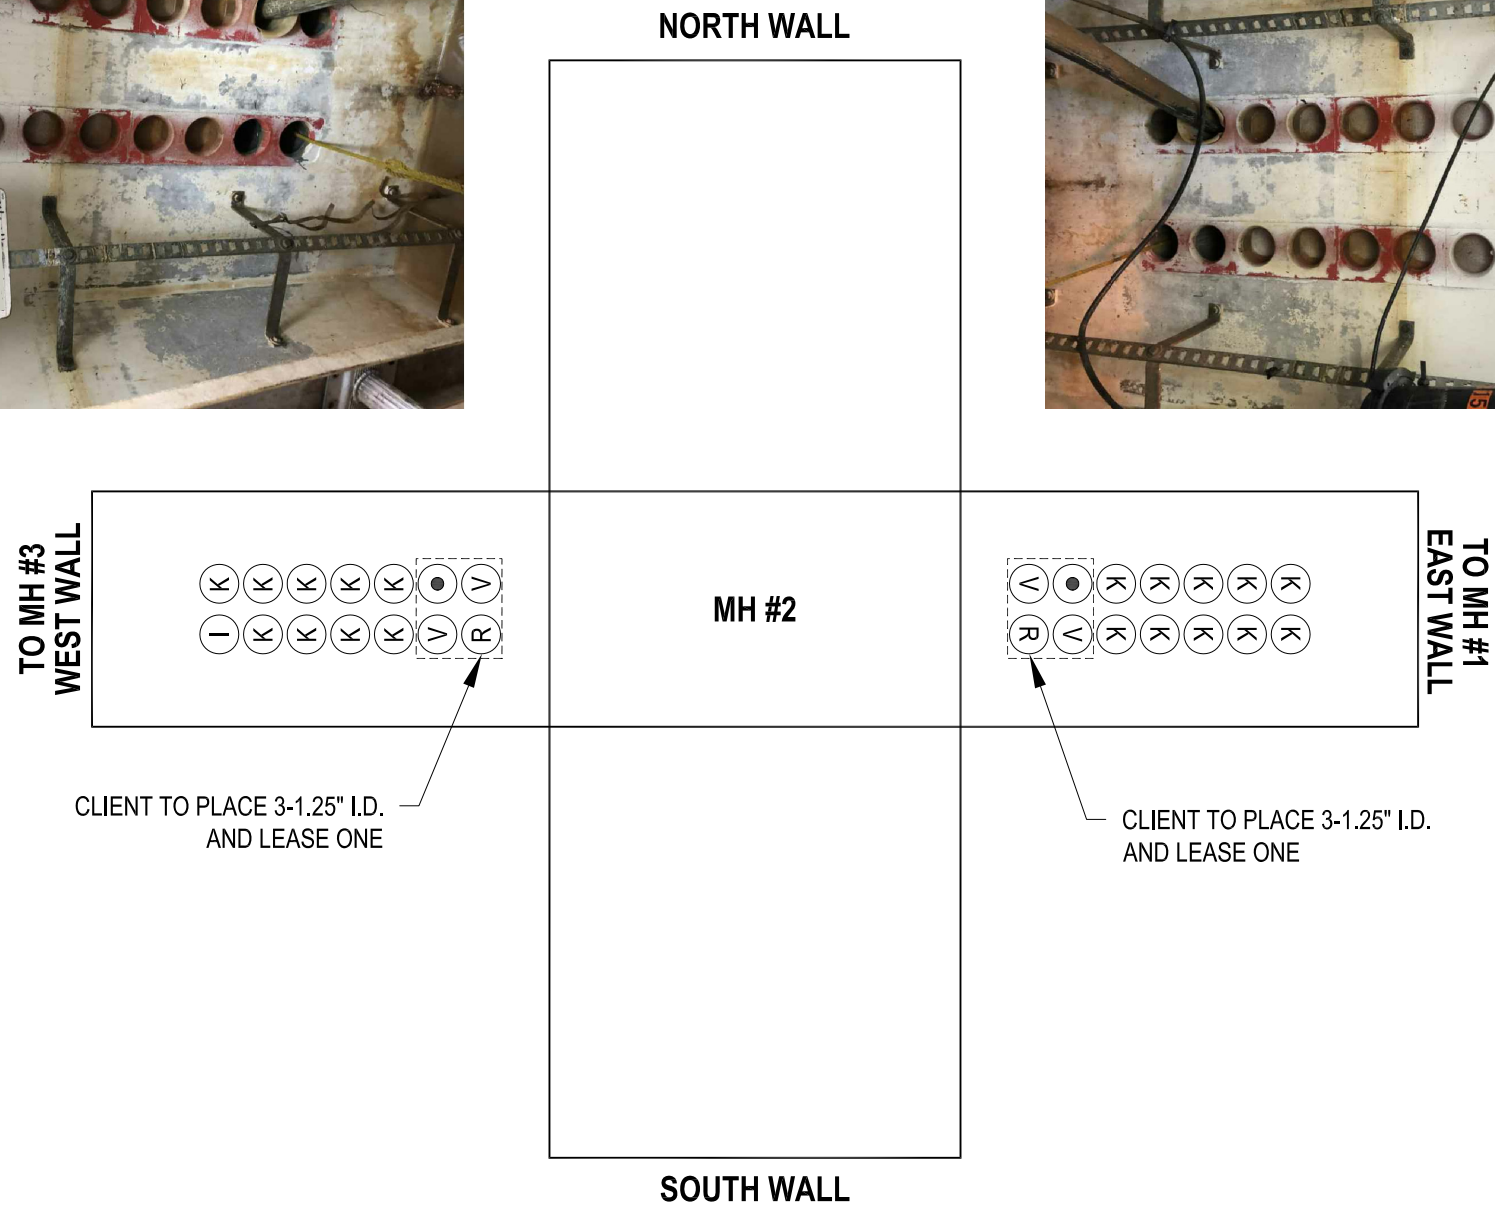 NORTH WALL
15
TO MH #3
WEST WALL
K K K K K V
I K K K K V R
MH #2
V K K K K K
R V K K K K K
TO MH #1
EAST WALL
CLIENT TO PLACE 3-1.25" I.D.
AND LEASE ONE
CLIENT TO PLACE 3-1.25" I.D.
AND LEASE ONE
SOUTH WALL